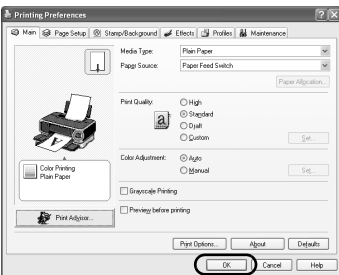 Printing Preferences
Main Page Setup Stamp/Background Effects Profiles Maintenance
Media Type: Plain Paper
Paper Source: Paper Feed Switch
Paper Allocation...
Print Quality: High
Standard
Draft
Custom Set...
Color Adjustment: Auto
Manual Set...
Color Printing
Plain Paper
Grayscale Printing
Preview before printing
Print Advisor...
Print Options... About Defaults
OK Cancel Help